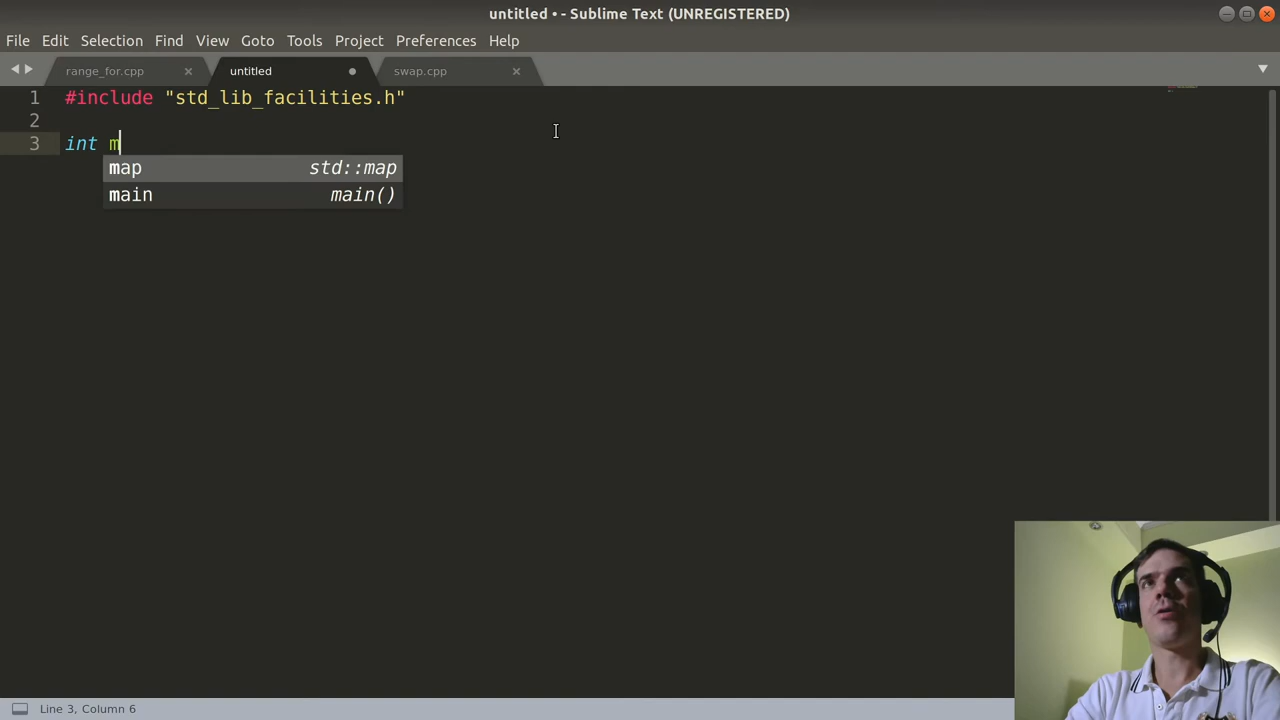 untitled • - Sublime Text (UNREGISTERED)
File Edit Selection Find View Goto Tools Project Preferences Help
range_for.cpp untitled swap.cpp
1 #include "std_lib_facilities.h"
2
3 int m
map std::map
main main()
Line 3, Column 6